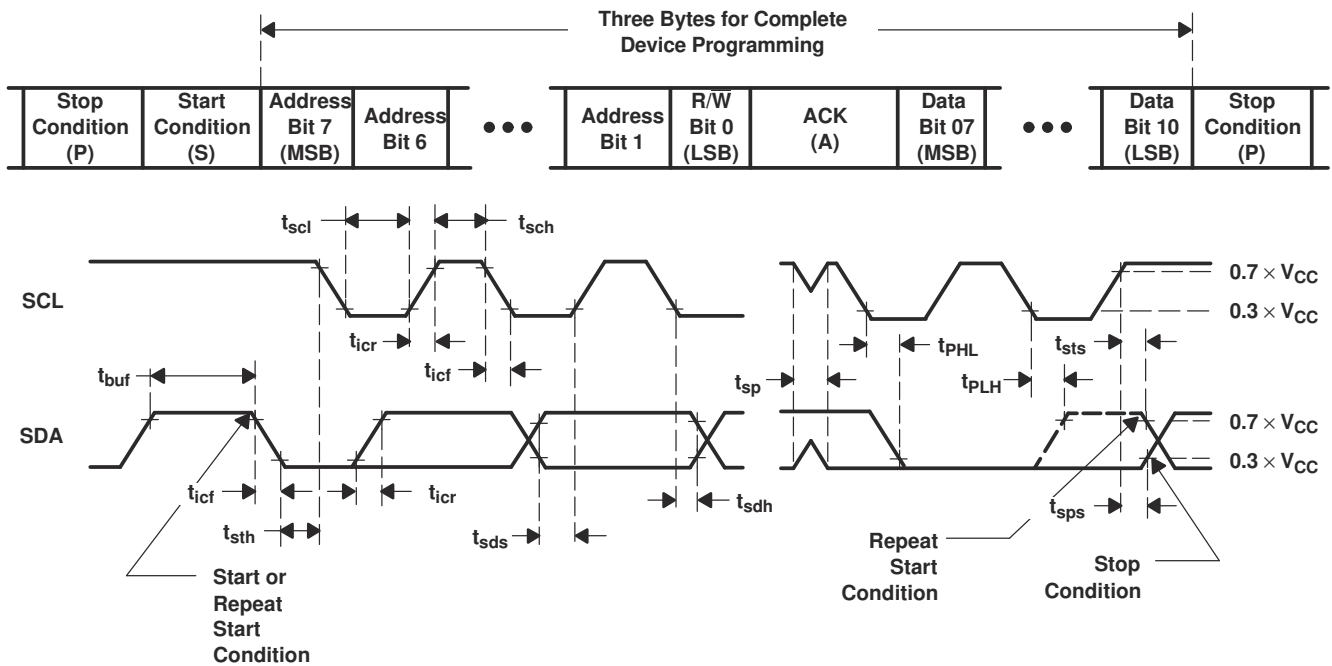 Three Bytes for Complete
Device Programming
Stop
Condition
(P)
Start
Condition
(S)
Address
Bit 7
(MSB)
Address
Bit 6
•••
Address
Bit 1
R/W̅
Bit 0
(LSB)
ACK
(A)
Data
Bit 07
(MSB)
•••
Data
Bit 10
(LSB)
Stop
Condition
(P)
tscl
tsch
SCL
0.7 × VCC
0.3 × VCC
ticr
ticf
tbuf
tsp
tPHL
tPLH
tsts
SDA
0.7 × VCC
0.3 × VCC
ticf
ticr
tsth
tsds
tsdh
tsps
Start or
Repeat
Start
Condition
Repeat
Start
Condition
Stop
Condition